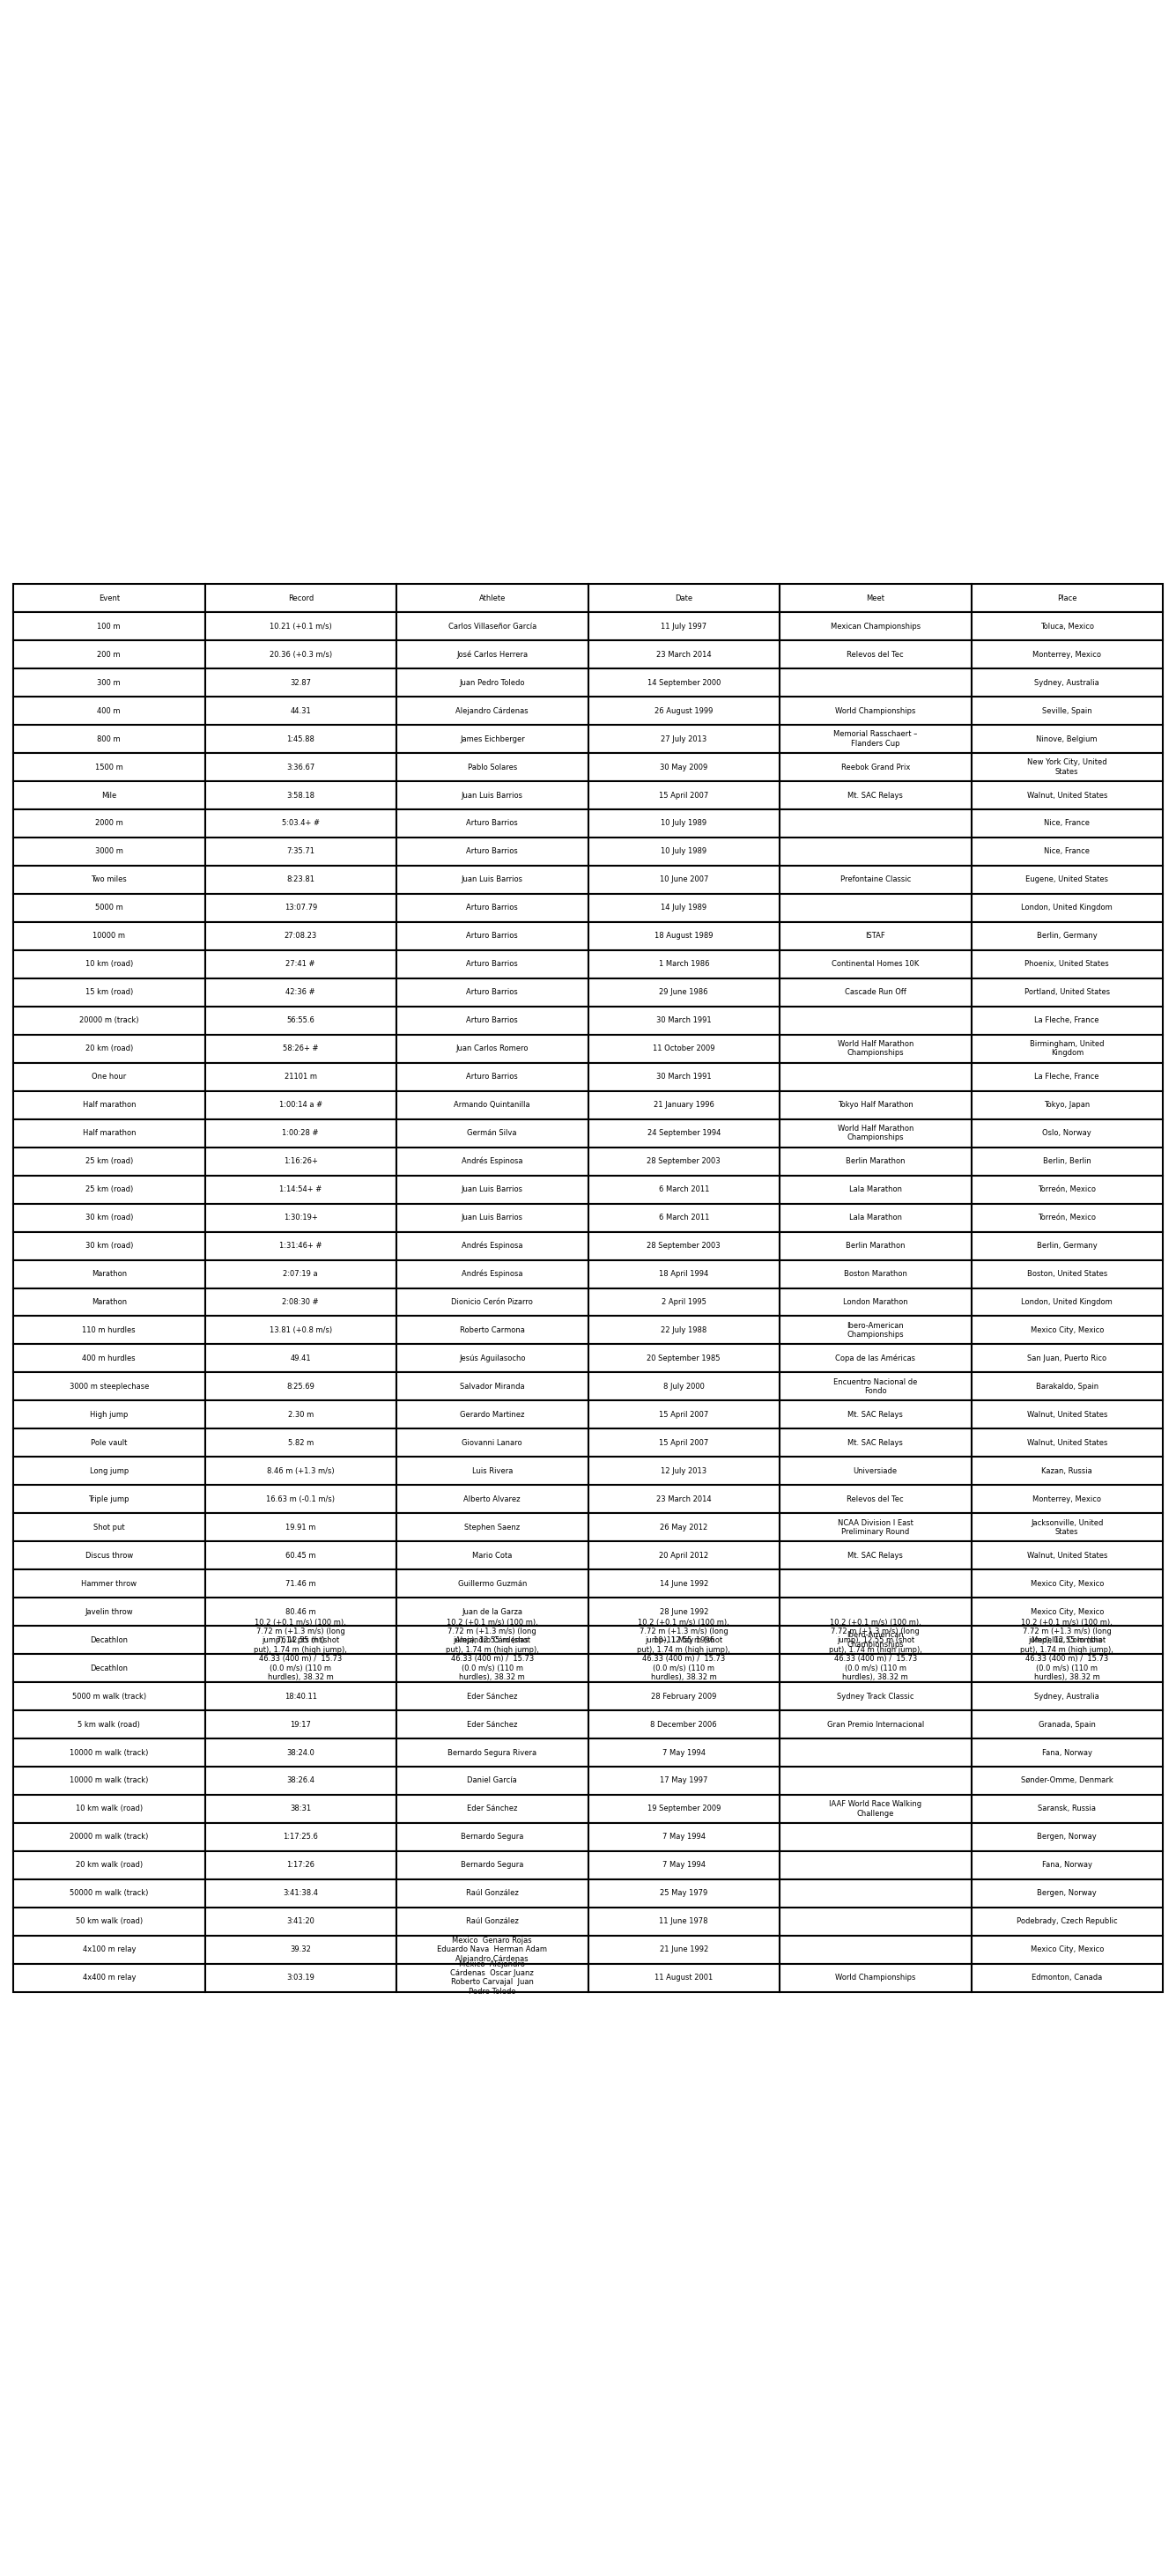 Event Record Athlete Date Meet Place
100 m 10.21 (+0.1 m/s) Carlos Villaseñor García 11 July 1997 Mexican Championships Toluca, Mexico
200 m 20.36 (+0.3 m/s) José Carlos Herrera 23 March 2014 Relevos del Tec Monterrey, Mexico
300 m 32.87 Juan Pedro Toledo 14 September 2000 Sydney, Australia
400 m 44.31 Alejandro Cárdenas 26 August 1999 World Championships Seville, Spain
800 m 1:45.88 James Eichberger 27 July 2013 Memorial Rasschaert – Flanders Cup Ninove, Belgium
1500 m 3:36.67 Pablo Solares 30 May 2009 Reebok Grand Prix New York City, United States
Mile 3:58.18 Juan Luis Barrios 15 April 2007 Mt. SAC Relays Walnut, United States
2000 m 5:03.4+ # Arturo Barrios 10 July 1989 Nice, France
3000 m 7:35.71 Arturo Barrios 10 July 1989 Nice, France
Two miles 8:23.81 Juan Luis Barrios 10 June 2007 Prefontaine Classic Eugene, United States
5000 m 13:07.79 Arturo Barrios 14 July 1989 London, United Kingdom
10000 m 27:08.23 Arturo Barrios 18 August 1989 ISTAF Berlin, Germany
10 km (road) 27:41 # Arturo Barrios 1 March 1986 Continental Homes 10K Phoenix, United States
15 km (road) 42:36 # Arturo Barrios 29 June 1986 Cascade Run Off Portland, United States
20000 m (track) 56:55.6 Arturo Barrios 30 March 1991 La Fleche, France
20 km (road) 58:26+ # Juan Carlos Romero 11 October 2009 World Half Marathon Championships Birmingham, United Kingdom
One hour 21101 m Arturo Barrios 30 March 1991 La Fleche, France
Half marathon 1:00:14 a # Armando Quintanilla 21 January 1996 Tokyo Half Marathon Tokyo, Japan
Half marathon 1:00:28 # Germán Silva 24 September 1994 World Half Marathon Championships Oslo, Norway
25 km (road) 1:16:26+ Andrés Espinosa 28 September 2003 Berlin Marathon Berlin, Berlin
25 km (road) 1:14:54+ # Juan Luis Barrios 6 March 2011 Lala Marathon Torreón, Mexico
30 km (road) 1:30:19+ Juan Luis Barrios 6 March 2011 Lala Marathon Torreón, Mexico
30 km (road) 1:31:46+ # Andrés Espinosa 28 September 2003 Berlin Marathon Berlin, Germany
Marathon 2:07:19 a Andrés Espinosa 18 April 1994 Boston Marathon Boston, United States
Marathon 2:08:30 # Dionicio Cerón Pizarro 2 April 1995 London Marathon London, United Kingdom
110 m hurdles 13.81 (+0.8 m/s) Roberto Carmona 22 July 1988 Ibero-American Championships Mexico City, Mexico
400 m hurdles 49.41 Jesús Aguilasocho 20 September 1985 Copa de las Américas San Juan, Puerto Rico
3000 m steeplechase 8:25.69 Salvador Miranda 8 July 2000 Encuentro Nacional de Fondo Barakaldo, Spain
High jump 2.30 m Gerardo Martinez 15 April 2007 Mt. SAC Relays Walnut, United States
Pole vault 5.82 m Giovanni Lanaro 15 April 2007 Mt. SAC Relays Walnut, United States
Long jump 8.46 m (+1.3 m/s) Luis Rivera 12 July 2013 Universiade Kazan, Russia
Triple jump 16.63 m (-0.1 m/s) Alberto Alvarez 23 March 2014 Relevos del Tec Monterrey, Mexico
Shot put 19.91 m Stephen Saenz 26 May 2012 NCAA Division I East Preliminary Round Jacksonville, United States
Discus throw 60.45 m Mario Cota 20 April 2012 Mt. SAC Relays Walnut, United States
Hammer throw 71.46 m Guillermo Guzmán 14 June 1992 Mexico City, Mexico
Javelin throw 80.46 m Juan de la Garza 28 June 1992 Mexico City, Mexico
Decathlon
Decathlon
10.2 (+0.1 m/s) (100 m), 10.2 (+0.1 m/s) (100 m), 10.2 (+0.1 m/s) (100 m), 10.2 (+0.1 m/s) (100 m), 10.2 (+0.1 m/s) (100 m),
7.72 m (+1.3 m/s) (long 7.72 m (+1.3 m/s) (long 7.72 m (+1.3 m/s) (long 7.72 m (+1.3 m/s) (long 7.72 m (+1.3 m/s) (long
put), 1.74 m (high jump), put), 1.74 m (high jump), put), 1.74 m (high jump), put), 1.74 m (high jump), put), 1.74 m (high jump),
46.33 (400 m) / 15.73 46.33 (400 m) / 15.73 46.33 (400 m) / 15.73 46.33 (400 m) / 15.73 46.33 (400 m) / 15.73
(0.0 m/s) (110 m (0.0 m/s) (110 m (0.0 m/s) (110 m (0.0 m/s) (110 m (0.0 m/s) (110 m
hurdles), 38.32 m hurdles), 38.32 m hurdles), 38.32 m hurdles), 38.32 m hurdles), 38.32 m
5000 m walk (track) 18:40.11 Eder Sánchez 28 February 2009 Sydney Track Classic Sydney, Australia
5 km walk (road) 19:17 Eder Sánchez 8 December 2006 Gran Premio Internacional Granada, Spain
10000 m walk (track) 38:24.0 Bernardo Segura Rivera 7 May 1994 Fana, Norway
10000 m walk (track) 38:26.4 Daniel García 17 May 1997 Sønder-Omme, Denmark
10 km walk (road) 38:31 Eder Sánchez 19 September 2009 IAAF World Race Walking Challenge Saransk, Russia
20000 m walk (track) 1:17:25.6 Bernardo Segura 7 May 1994 Bergen, Norway
20 km walk (road) 1:17:26 Bernardo Segura 7 May 1994 Fana, Norway
50000 m walk (track) 3:41:38.4 Raúl González 25 May 1979 Bergen, Norway
50 km walk (road) 3:41:20 Raúl González 11 June 1978 Podebrady, Czech Republic
4x100 m relay 39.32 Mexico Genaro Rojas Eduardo Nava Herman Adam Alejandro Cárdenas 21 June 1992 Mexico City, Mexico
4x400 m relay 3:03.19 Mexico Alejandro Cárdenas Oscar Juanz Roberto Carvajal Juan Pedro Toledo 11 August 2001 World Championships Edmonton, Canada